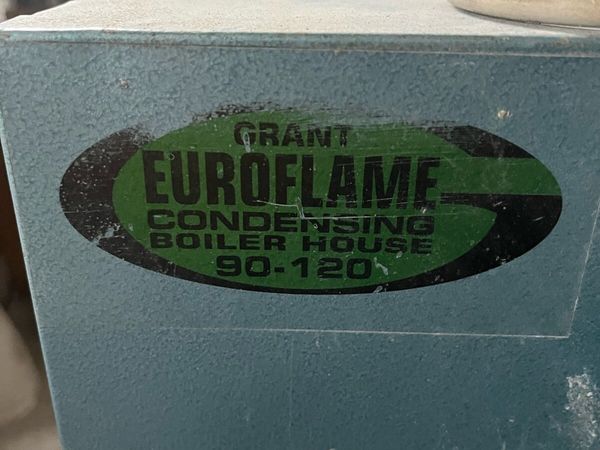 GRANT
EUROFLAME
CONDENSING
BOILER HOUSE
90-120